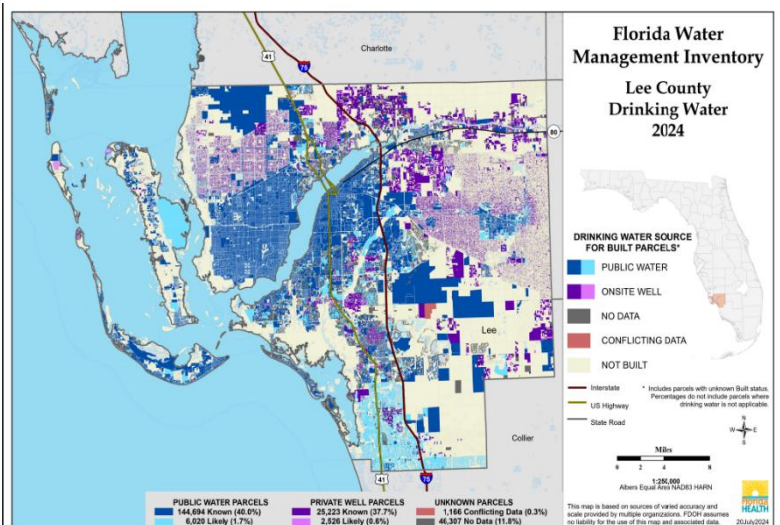 Florida Water
Management Inventory
Lee County
Drinking Water
2024
Charlotte
41
75
80
Lee
Collier
41
75
DRINKING WATER SOURCE
FOR BUILT PARCELS*
PUBLIC WATER
ONSITE WELL
NO DATA
CONFLICTING DATA
NOT BUILT
Interstate
US Highway
State Road
* Includes parcels with unknown Built status.
Percentages do not include parcels where
drinking water is not applicable.
N
W E
S
Miles
0 2 4 8
1:250,000
Albers Equal Area NAD83 HARN
This map is based on sources of varied accuracy and
scale provided by multiple organizations. FDOH assumes
no liability for the use of this map and associated data.
FLORIDA
HEALTH
20July2024
PUBLIC WATER PARCELS
144,694 Known (40.0%)
6,020 Likely (1.7%)
PRIVATE WELL PARCELS
25,223 Known (37.7%)
2,526 Likely (0.6%)
UNKNOWN PARCELS
1,166 Conflicting Data (0.3%)
46,307 No Data (11.8%)